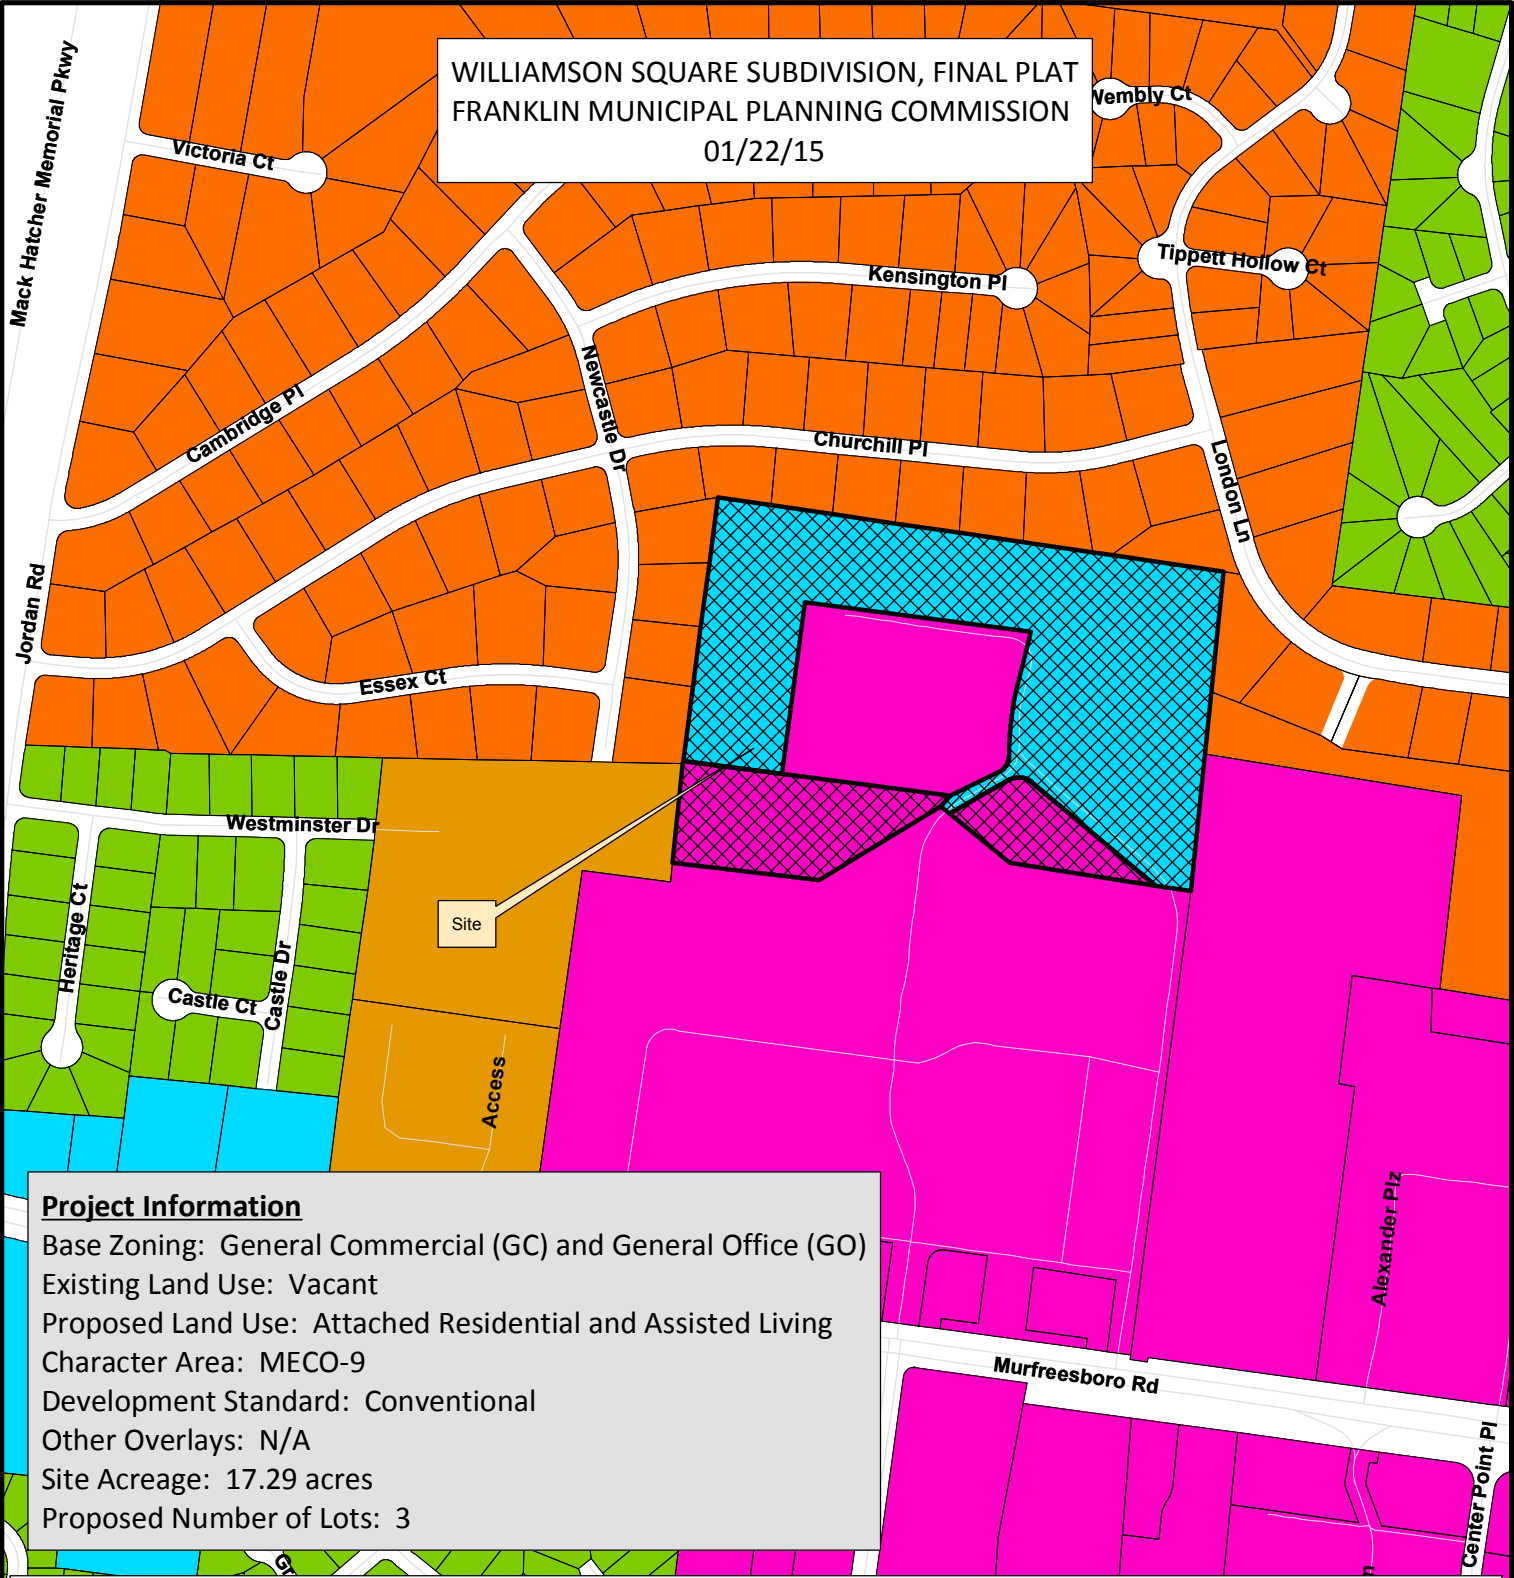 WILLIAMSON SQUARE SUBDIVISION, FINAL PLAT
FRANKLIN MUNICIPAL PLANNING COMMISSION
01/22/15
Mack Hatcher Memorial Pkwy
Victoria Ct
Wembly Ct
Tippett Hollow Ct
Kensington Pl
Newcastle Dr
Cambridge Pl
Churchill Pl
London Ln
Jordan Rd
Essex Ct
Westminster Dr
Heritage Ct
Site
Castle Dr
Castle Ct
Access
Alexander Plz
Murfreesboro Rd
Center Point Pl
Gr
n
Project Information
Base Zoning: General Commercial (GC) and General Office (GO)
Existing Land Use: Vacant
Proposed Land Use: Attached Residential and Assisted Living
Character Area: MECO-9
Development Standard: Conventional
Other Overlays: N/A
Site Acreage: 17.29 acres
Proposed Number of Lots: 3